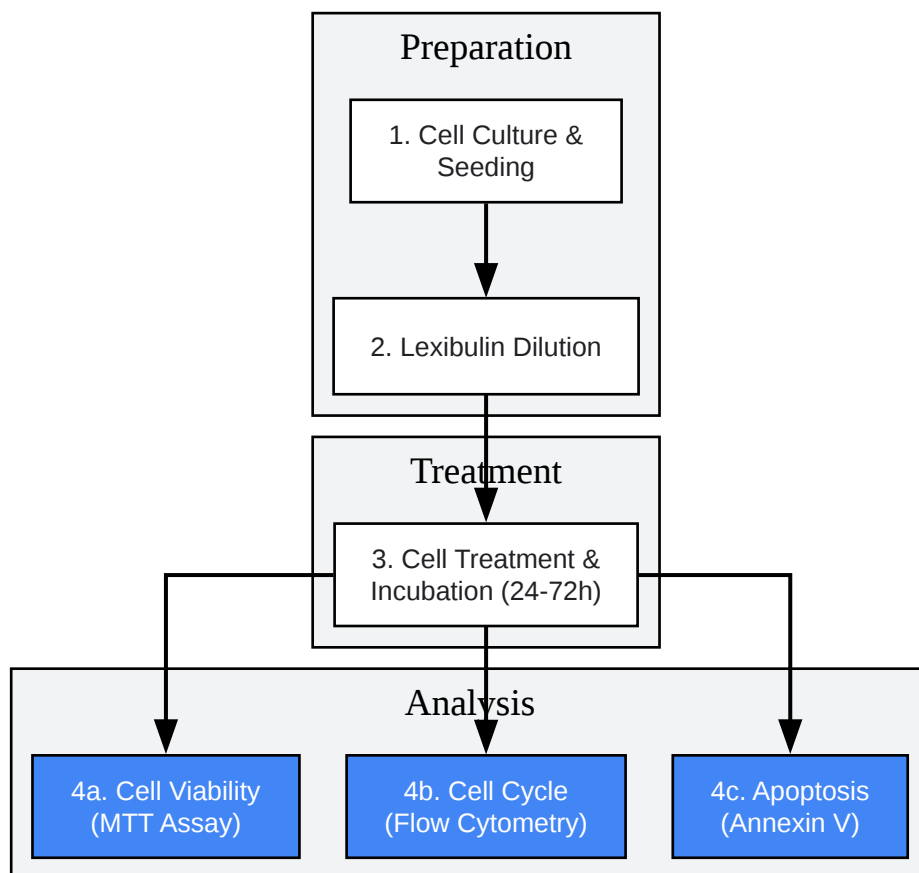 Preparation
1. Cell Culture &
Seeding
2. Lexibulin Dilution
Treatment
3. Cell Treatment &
Incubation (24-72h)
Analysis
4a. Cell Viability
(MTT Assay)
4b. Cell Cycle
(Flow Cytometry)
4c. Apoptosis
(Annexin V)